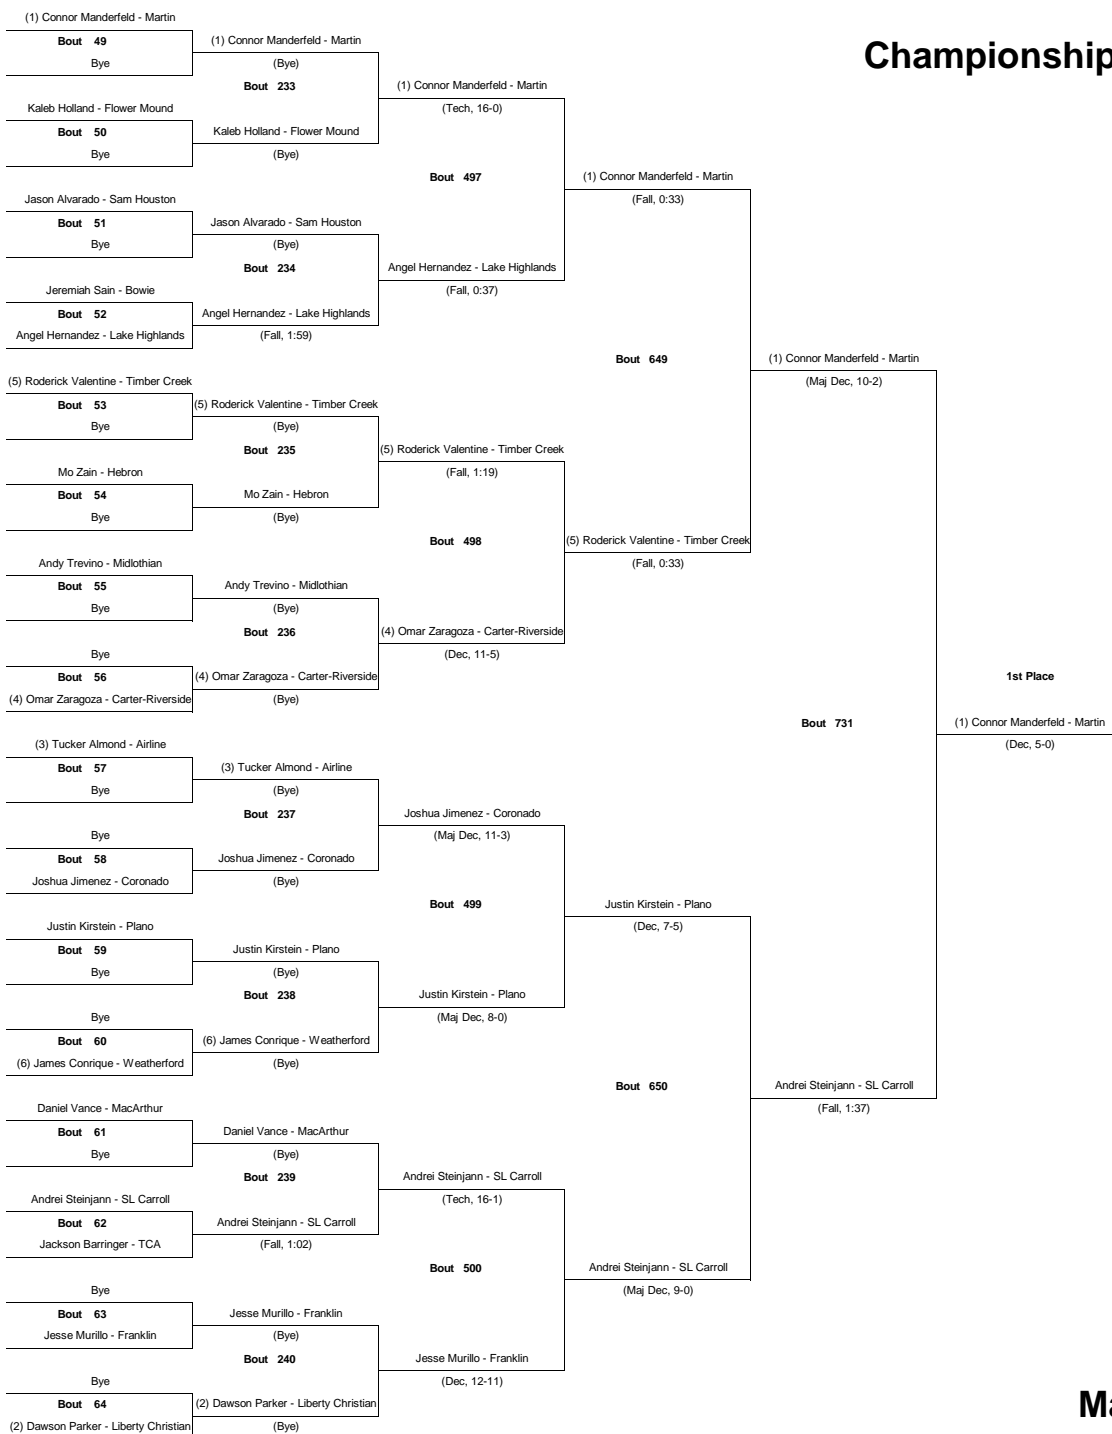 Championship
(1) Connor Manderfeld - Martin
Bout 49
Bye
Kaleb Holland - Flower Mound
Bout 50
Bye
Jason Alvarado - Sam Houston
Bout 51
Bye
Jeremiah Sain - Bowie
Bout 52
Angel Hernandez - Lake Highlands
(5) Roderick Valentine - Timber Creek
Bout 53
Bye
Mo Zain - Hebron
Bout 54
Bye
Andy Trevino - Midlothian
Bout 55
Bye
Bye
Bout 56
(4) Omar Zaragoza - Carter-Riverside
(3) Tucker Almond - Airline
Bout 57
Bye
Bye
Bout 58
Joshua Jimenez - Coronado
Justin Kirstein - Plano
Bout 59
Bye
Bye
Bout 60
(6) James Conrique - Weatherford
Daniel Vance - MacArthur
Bout 61
Bye
Andrei Steinjann - SL Carroll
Bout 62
Jackson Barringer - TCA
Bye
Bout 63
Jesse Murillo - Franklin
Bye
Bout 64
(2) Dawson Parker - Liberty Christian
(1) Connor Manderfeld - Martin
(Bye)
Bout 233
Kaleb Holland - Flower Mound
(Bye)
Jason Alvarado - Sam Houston
(Bye)
Bout 234
Angel Hernandez - Lake Highlands
(Fall, 1:59)
(5) Roderick Valentine - Timber Creek
(Bye)
Bout 235
Mo Zain - Hebron
(Bye)
Andy Trevino - Midlothian
(Bye)
Bout 236
(4) Omar Zaragoza - Carter-Riverside
(Bye)
(3) Tucker Almond - Airline
(Bye)
Bout 237
Joshua Jimenez - Coronado
(Bye)
Justin Kirstein - Plano
(Bye)
Bout 238
(6) James Conrique - Weatherford
(Bye)
Daniel Vance - MacArthur
(Bye)
Bout 239
Andrei Steinjann - SL Carroll
(Fall, 1:02)
Jesse Murillo - Franklin
(Bye)
Bout 240
(2) Dawson Parker - Liberty Christian
(Bye)
(1) Connor Manderfeld - Martin
(Tech, 16-0)
Bout 497
Angel Hernandez - Lake Highlands
(Fall, 0:37)
(5) Roderick Valentine - Timber Creek
(Fall, 1:19)
Bout 498
(4) Omar Zaragoza - Carter-Riverside
(Dec, 11-5)
Joshua Jimenez - Coronado
(Maj Dec, 11-3)
Bout 499
Justin Kirstein - Plano
(Maj Dec, 8-0)
Andrei Steinjann - SL Carroll
(Tech, 16-1)
Bout 500
Jesse Murillo - Franklin
(Dec, 12-11)
(1) Connor Manderfeld - Martin
(Fall, 0:33)
Bout 649
(5) Roderick Valentine - Timber Creek
(Fall, 0:33)
Justin Kirstein - Plano
(Dec, 7-5)
Bout 650
Andrei Steinjann - SL Carroll
(Maj Dec, 9-0)
(1) Connor Manderfeld - Martin
(Maj Dec, 10-2)
Bout 731
Andrei Steinjann - SL Carroll
(Fall, 1:37)
1st Place
(1) Connor Manderfeld - Martin
(Dec, 5-0)
Ma